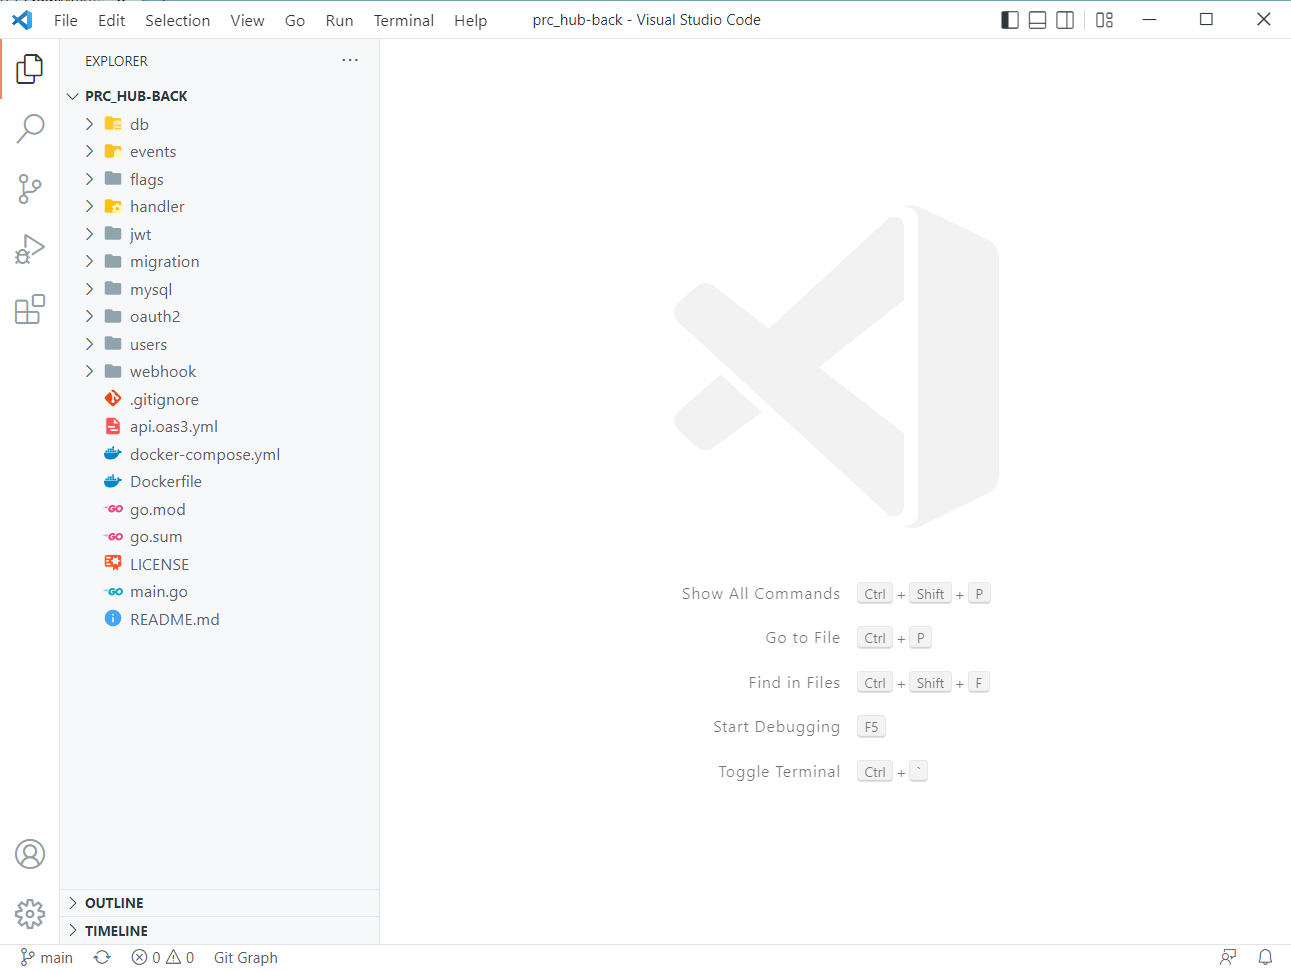 File Edit Selection View Go Run Terminal Help prc_hub-back - Visual Studio Code
EXPLORER
PRC_HUB-BACK
db
events
flags
handler
jwt
migration
mysql
oauth2
users
webhook
.gitignore
api.oas3.yml
docker-compose.yml
Dockerfile
GO go.mod
GO go.sum
LICENSE
GO main.go
README.md
Show All Commands Ctrl + Shift + P
Go to File Ctrl + P
Find in Files Ctrl + Shift + F
Start Debugging F5
Toggle Terminal Ctrl + `
OUTLINE
TIMELINE
main 0 0 Git Graph